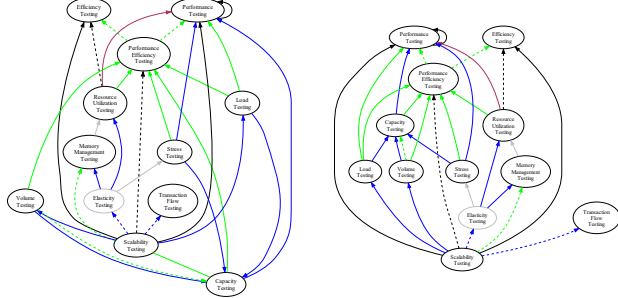 Efficiency
Testing
Performance
Testing
Performance
Efficiency
Testing
Resource
Utilization
Testing
Load
Testing
Memory
Management
Testing
Stress
Testing
Volume
Testing
Elasticity
Testing
Transaction
Flow
Testing
Scalability
Testing
Capacity
Testing
Performance
Testing
Efficiency
Testing
Performance
Efficiency
Testing
Capacity
Testing
Resource
Utilization
Testing
Load
Testing
Volume
Testing
Stress
Testing
Memory
Management
Testing
Elasticity
Testing
Transaction
Flow
Testing
Scalability
Testing